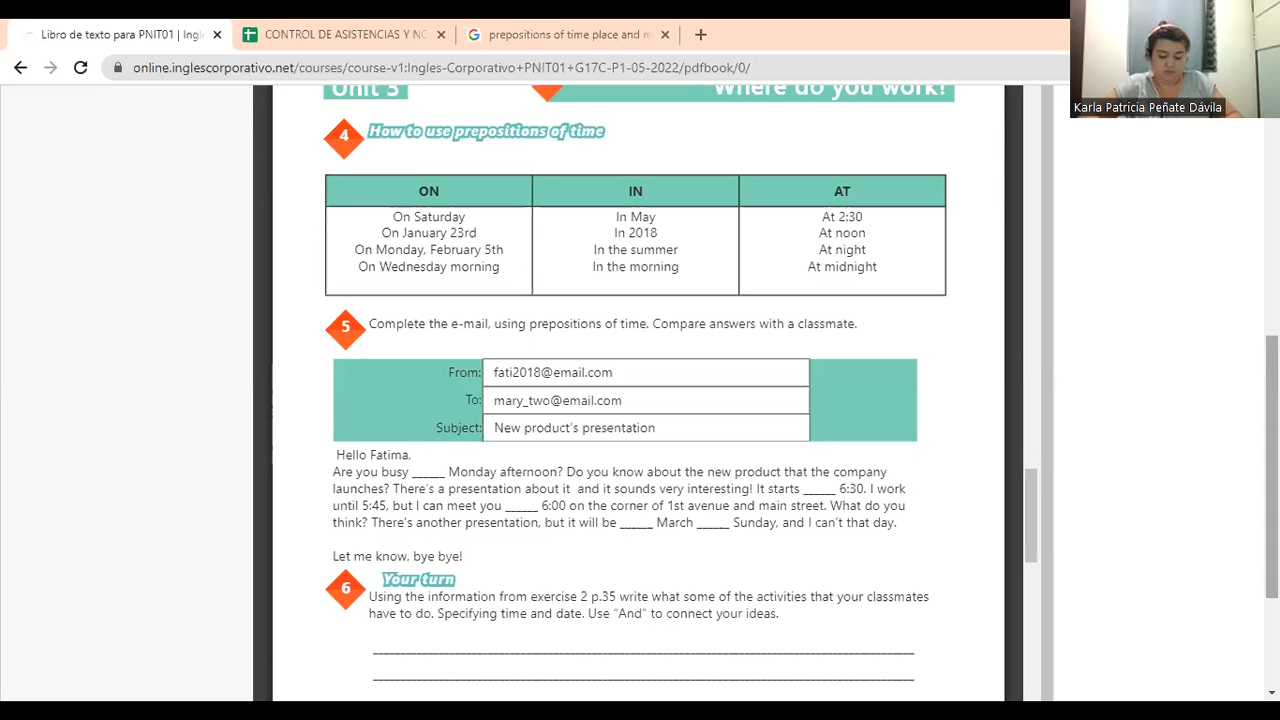 Libro de texto para PNIT01 | Ingl
CONTROL DE ASISTENCIAS Y NC
prepositions of time place and m
online.inglescorporativo.net/courses/course-v1:Ingles-Corporativo+PNIT01+G17C-P1-05-2022/pdfbook/0/
Karla Patricia Peñate Dávila
Unit 3
Where do you work?
4
How to use prepositions of time
ON
IN
AT
On Saturday
In May
At 2:30
On January 23rd
In 2018
At noon
On Monday, February 5th
In the summer
At night
On Wednesday morning
In the morning
At midnight
5
Complete the e-mail, using prepositions of time. Compare answers with a classmate.
From:
fati2018@email.com
To:
mary_two@email.com
Subject:
New product's presentation
Hello Fatima,
Are you busy ______ Monday afternoon? Do you know about the new product that the company
launches? There's a presentation about it and it sounds very interesting! It starts ______ 6:30. I work
until 5:45, but I can meet you ______ 6:00 on the corner of 1st avenue and main street. What do you
think? There's another presentation, but it will be ______ March ______ Sunday, and I can't that day.
Let me know, bye bye!
6
Your turn
Using the information from exercise 2 p.35 write what some of the activities that your classmates
have to do. Specifying time and date. Use "And" to connect your ideas.